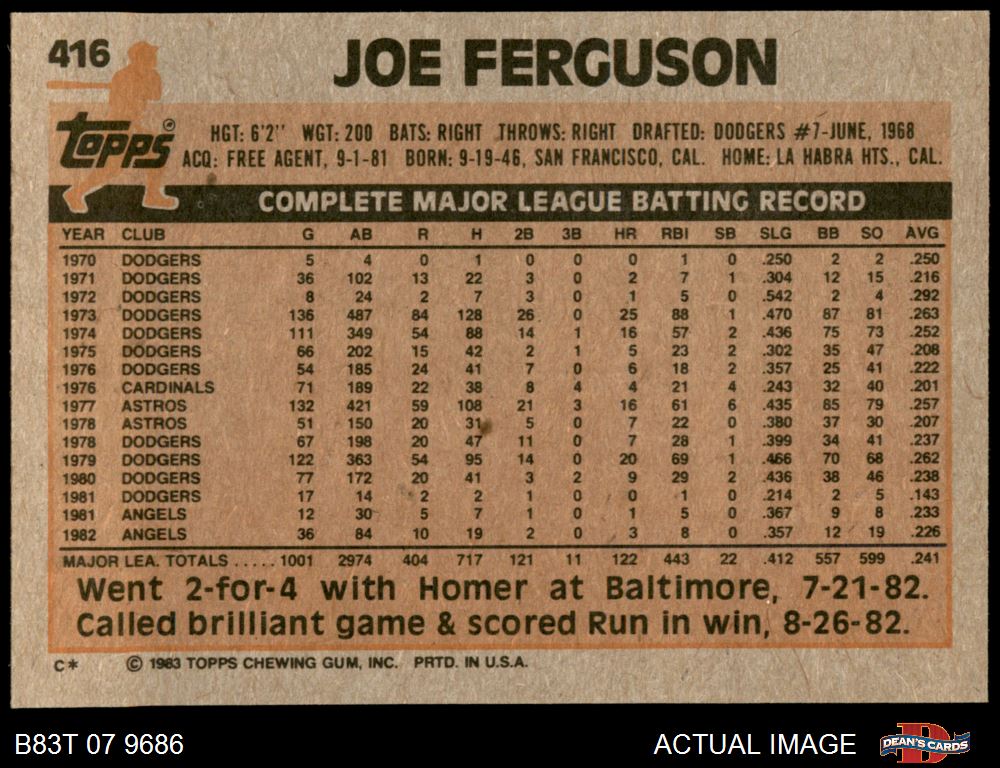 416 JOE FERGUSON
Topps® HGT: 6'2" WGT: 200 BATS: RIGHT THROWS: RIGHT DRAFTED: DODGERS #7-JUNE, 1968
ACQ: FREE AGENT, 9-1-81 BORN: 9-19-46, SAN FRANCISCO, CAL. HOME: LA HABRA HTS., CAL.
COMPLETE MAJOR LEAGUE BATTING RECORD
YEAR CLUB G AB R H 2B 3B HR RBI SB SLG BB SO AVG
1970 DODGERS 5 4 0 1 0 0 0 1 0 .250 2 2 .250
1971 DODGERS 36 102 13 22 3 0 2 7 1 .304 12 15 .216
1972 DODGERS 8 24 2 7 3 0 1 5 0 .542 2 4 .292
1973 DODGERS 136 487 84 128 26 0 25 88 1 .470 87 81 .263
1974 DODGERS 111 349 54 88 14 1 16 57 2 .436 75 73 .252
1975 DODGERS 66 202 15 42 2 1 5 23 2 .302 35 47 .208
1976 DODGERS 54 185 24 41 7 0 6 18 2 .357 25 41 .222
1976 CARDINALS 71 189 22 38 8 4 4 21 4 .243 32 40 .201
1977 ASTROS 132 421 59 108 21 3 16 61 6 .435 85 79 .257
1978 ASTROS 51 150 20 31 5 0 7 22 0 .380 37 30 .207
1978 DODGERS 67 198 20 47 11 0 7 28 1 .399 34 41 .237
1979 DODGERS 122 363 54 95 14 0 20 69 1 .466 70 68 .262
1980 DODGERS 77 172 20 41 3 2 9 29 2 .436 38 46 .238
1981 DODGERS 17 14 2 2 1 0 0 1 0 .214 2 5 .143
1981 ANGELS 12 30 5 7 1 0 1 5 0 .367 9 8 .233
1982 ANGELS 36 84 10 19 2 0 3 8 0 .357 12 19 .226
MAJOR LEA. TOTALS ..... 1001 2974 404 717 121 11 122 443 22 .412 557 599 .241
Went 2-for-4 with Homer at Baltimore, 7-21-82.
Called brilliant game & scored Run in win, 8-26-82.
C* © 1983 TOPPS CHEWING GUM, INC. PRTD. IN U.S.A.
B83T 07 9686 ACTUAL IMAGE D DEAN'S CARDS